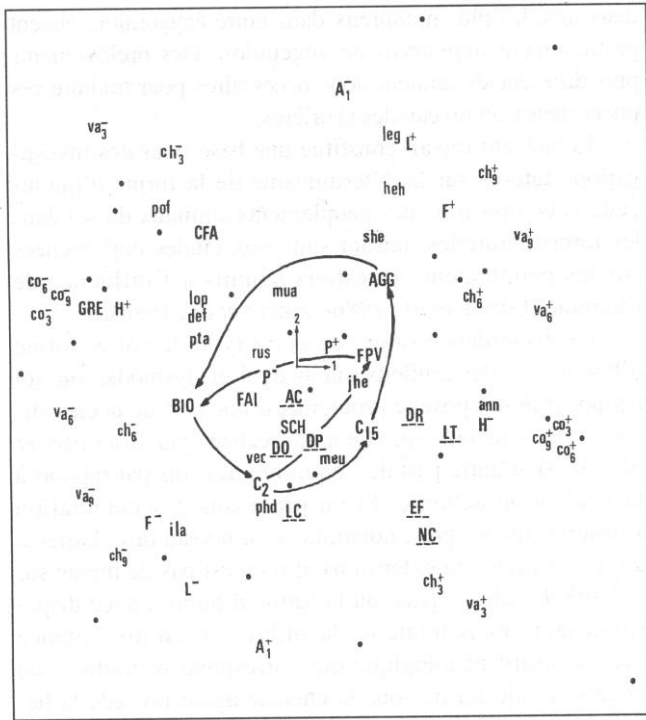 A₁⁻
va₃⁻
leg I⁺
ch₃⁻
ch₉⁺
heh
pof
F⁺
CFA
she
va₉⁺
co₆⁻
co₉⁻
AGG
GRE H⁺
mua
ch₆⁺
co₃⁻
lop
va₆⁺
def
2
pta
P⁺
rus
1
FPV
P⁻
jhe
BIO
FAI
AC
ann
va₆⁻
SCH
C15
DR
H⁻
co₃⁺
ch₆⁻
LT
co₉⁺
co₆⁺
DO
DP
vec
meu
C₂
va₉⁻
phd
LC
EF
F⁻
ila
NC
ch₉⁻
L⁻
ch₃⁺
va₃⁺
A₁⁺